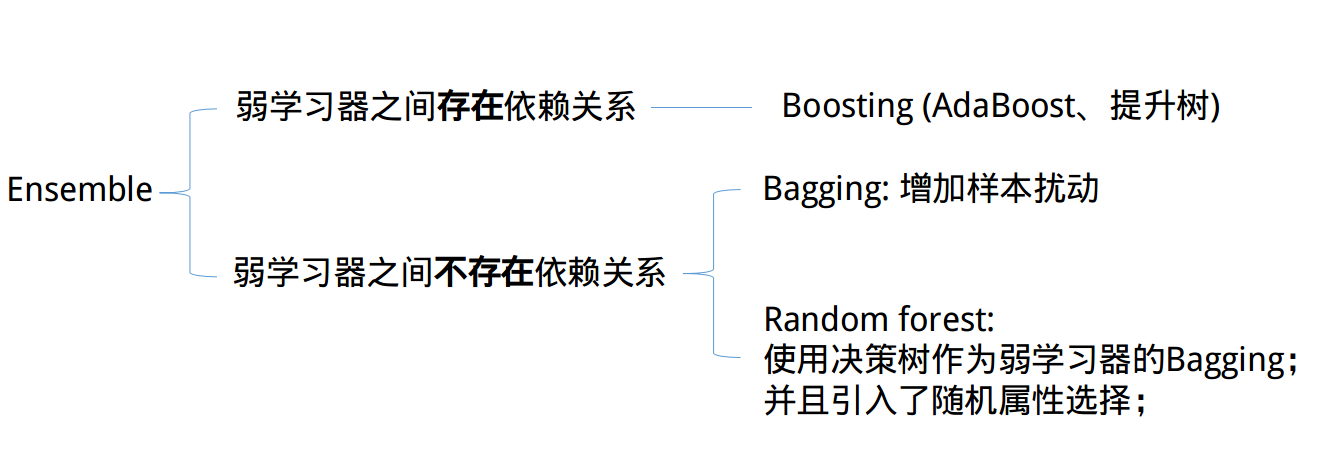 Ensemble
弱学习器之间存在依赖关系
Boosting (AdaBoost、提升树)
弱学习器之间不存在依赖关系
Bagging: 增加样本扰动
Random forest:
使用决策树作为弱学习器的Bagging；
并且引入了随机属性选择；